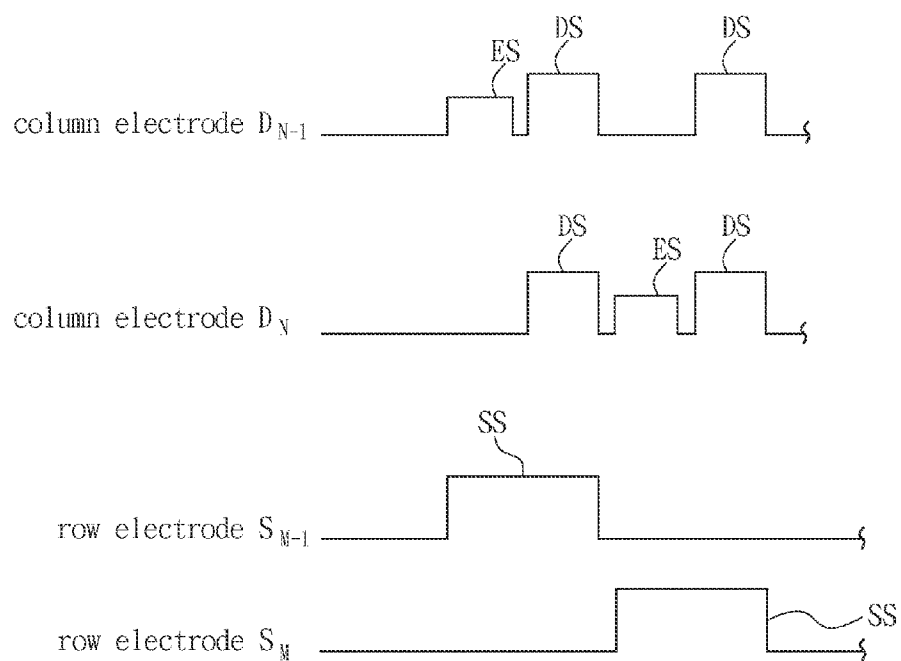 ES DS DS
column electrode D N-1
DS ES DS
column electrode D N
SS
row electrode S M-1
row electrode S M SS